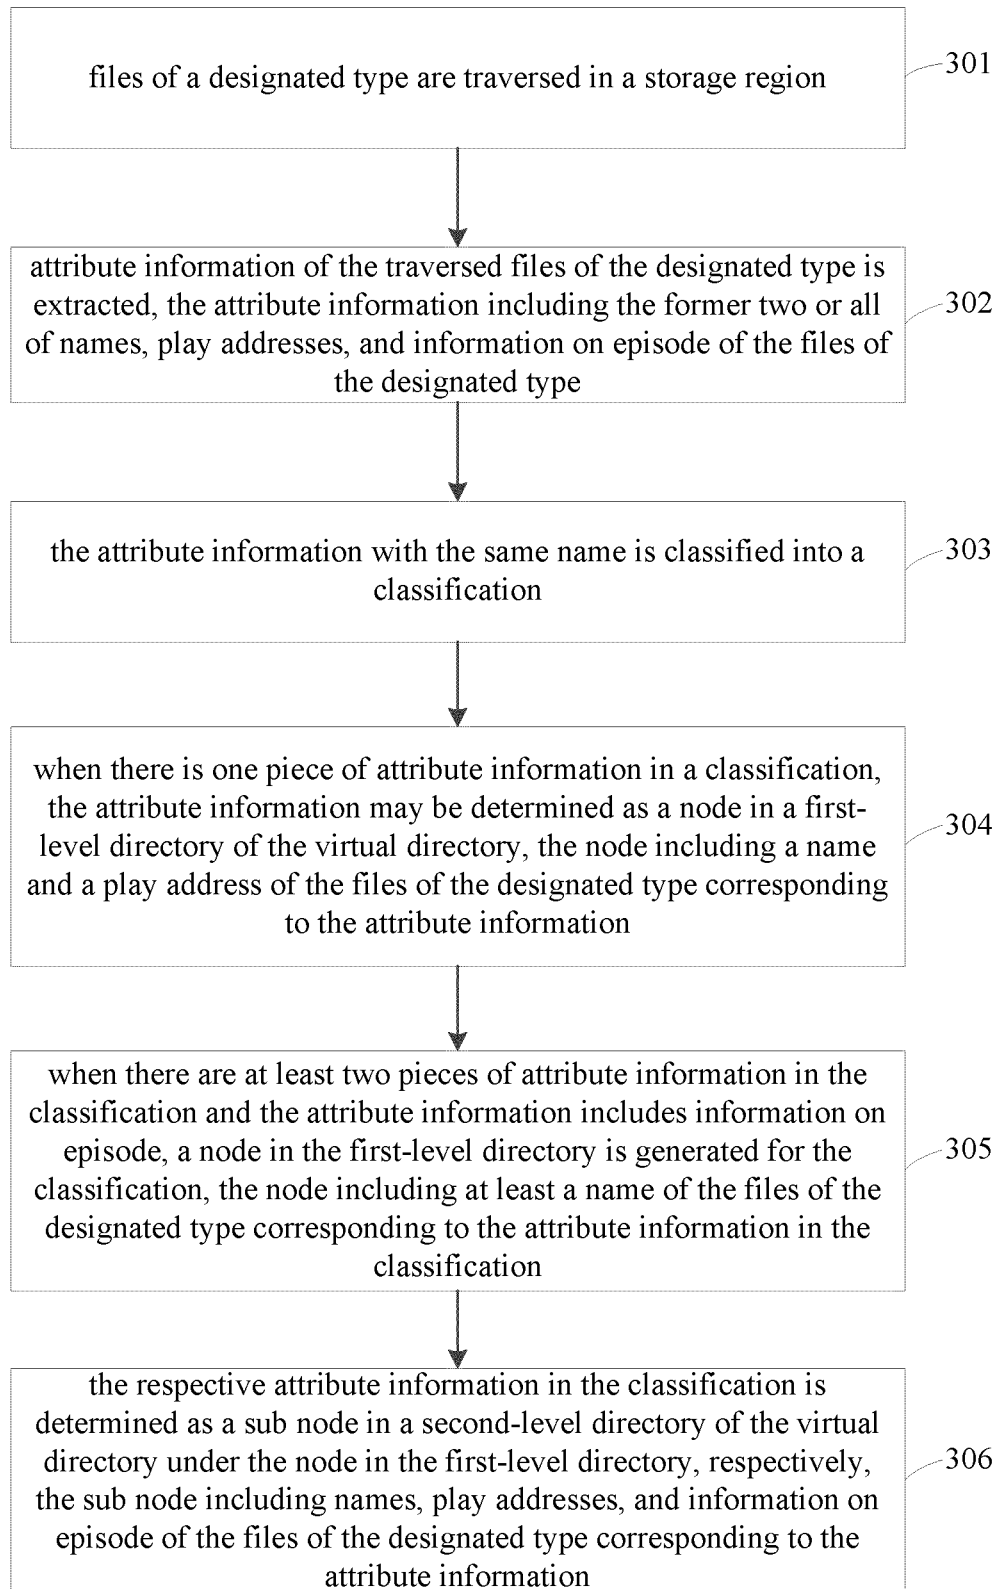 files of a designated type are traversed in a storage region
301
attribute information of the traversed files of the designated type is
extracted, the attribute information including the former two or all
of names, play addresses, and information on episode of the files of
the designated type
302
the attribute information with the same name is classified into a
classification
303
when there is one piece of attribute information in a classification,
the attribute information may be determined as a node in a first-
level directory of the virtual directory, the node including a name
and a play address of the files of the designated type corresponding
to the attribute information
304
when there are at least two pieces of attribute information in the
classification and the attribute information includes information on
episode, a node in the first-level directory is generated for the
classification, the node including at least a name of the files of the
designated type corresponding to the attribute information in the
classification
305
the respective attribute information in the classification is
determined as a sub node in a second-level directory of the virtual
directory under the node in the first-level directory, respectively,
the sub node including names, play addresses, and information on
episode of the files of the designated type corresponding to the
attribute information
306